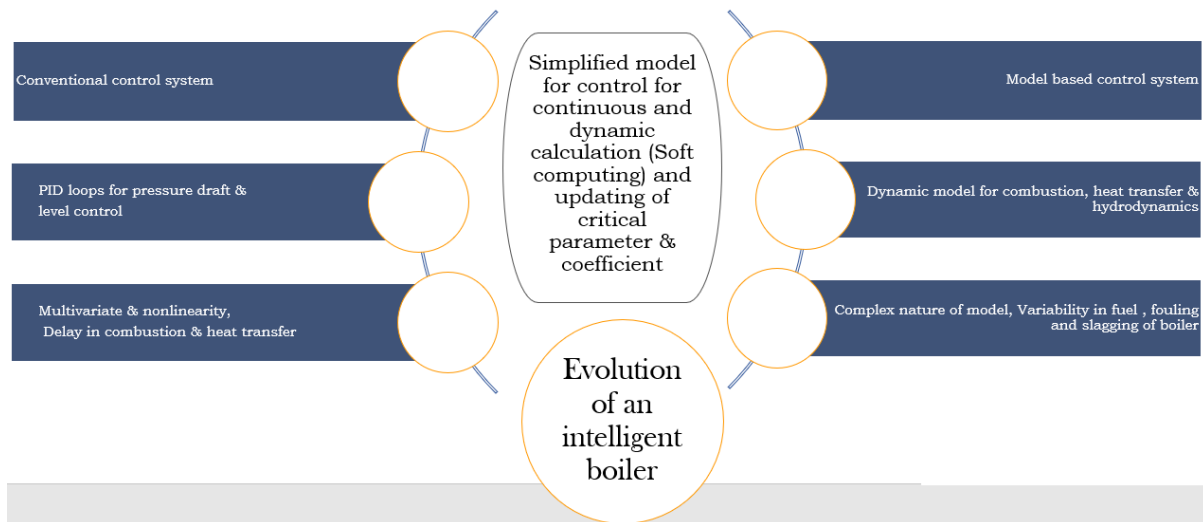 Conventional control system
PID loops for pressure draft &
level control
Multivariate & nonlinearity,
Delay in combustion & heat transfer
Simplified model
for control for
continuous and
dynamic
calculation (Soft
computing) and
updating of
critical
parameter &
coefficient
Evolution
of an
intelligent
boiler
Model based control system
Dynamic model for combustion, heat transfer &
hydrodynamics
Complex nature of model, Variability in fuel , fouling
and slagging of boiler